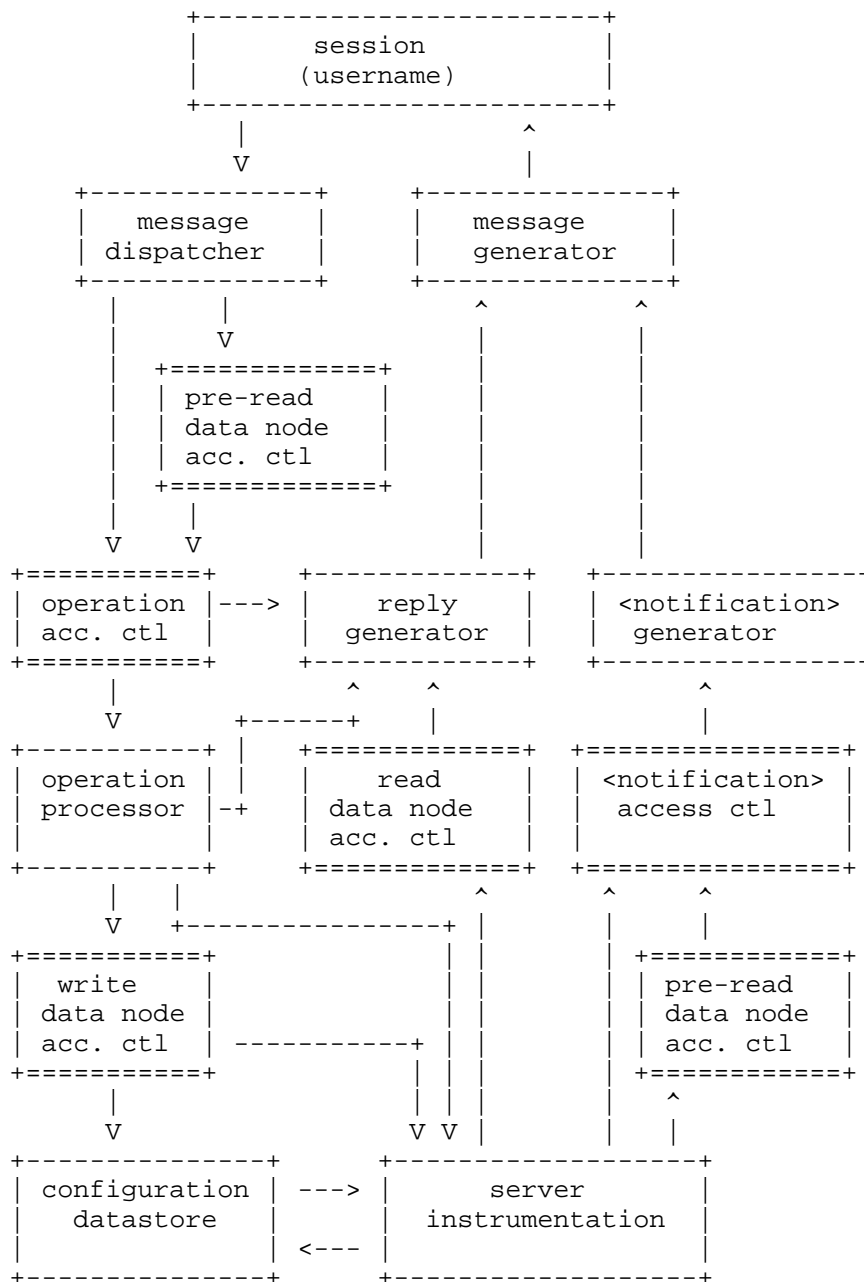 session
(username)
message
dispatcher
message
generator
pre-read
data node
acc. ctl
operation
acc. ctl
reply
generator
<notification>
generator
operation
processor
read
data node
acc. ctl
<notification>
access ctl
write
data node
acc. ctl
pre-read
data node
acc. ctl
configuration
datastore
server
instrumentation